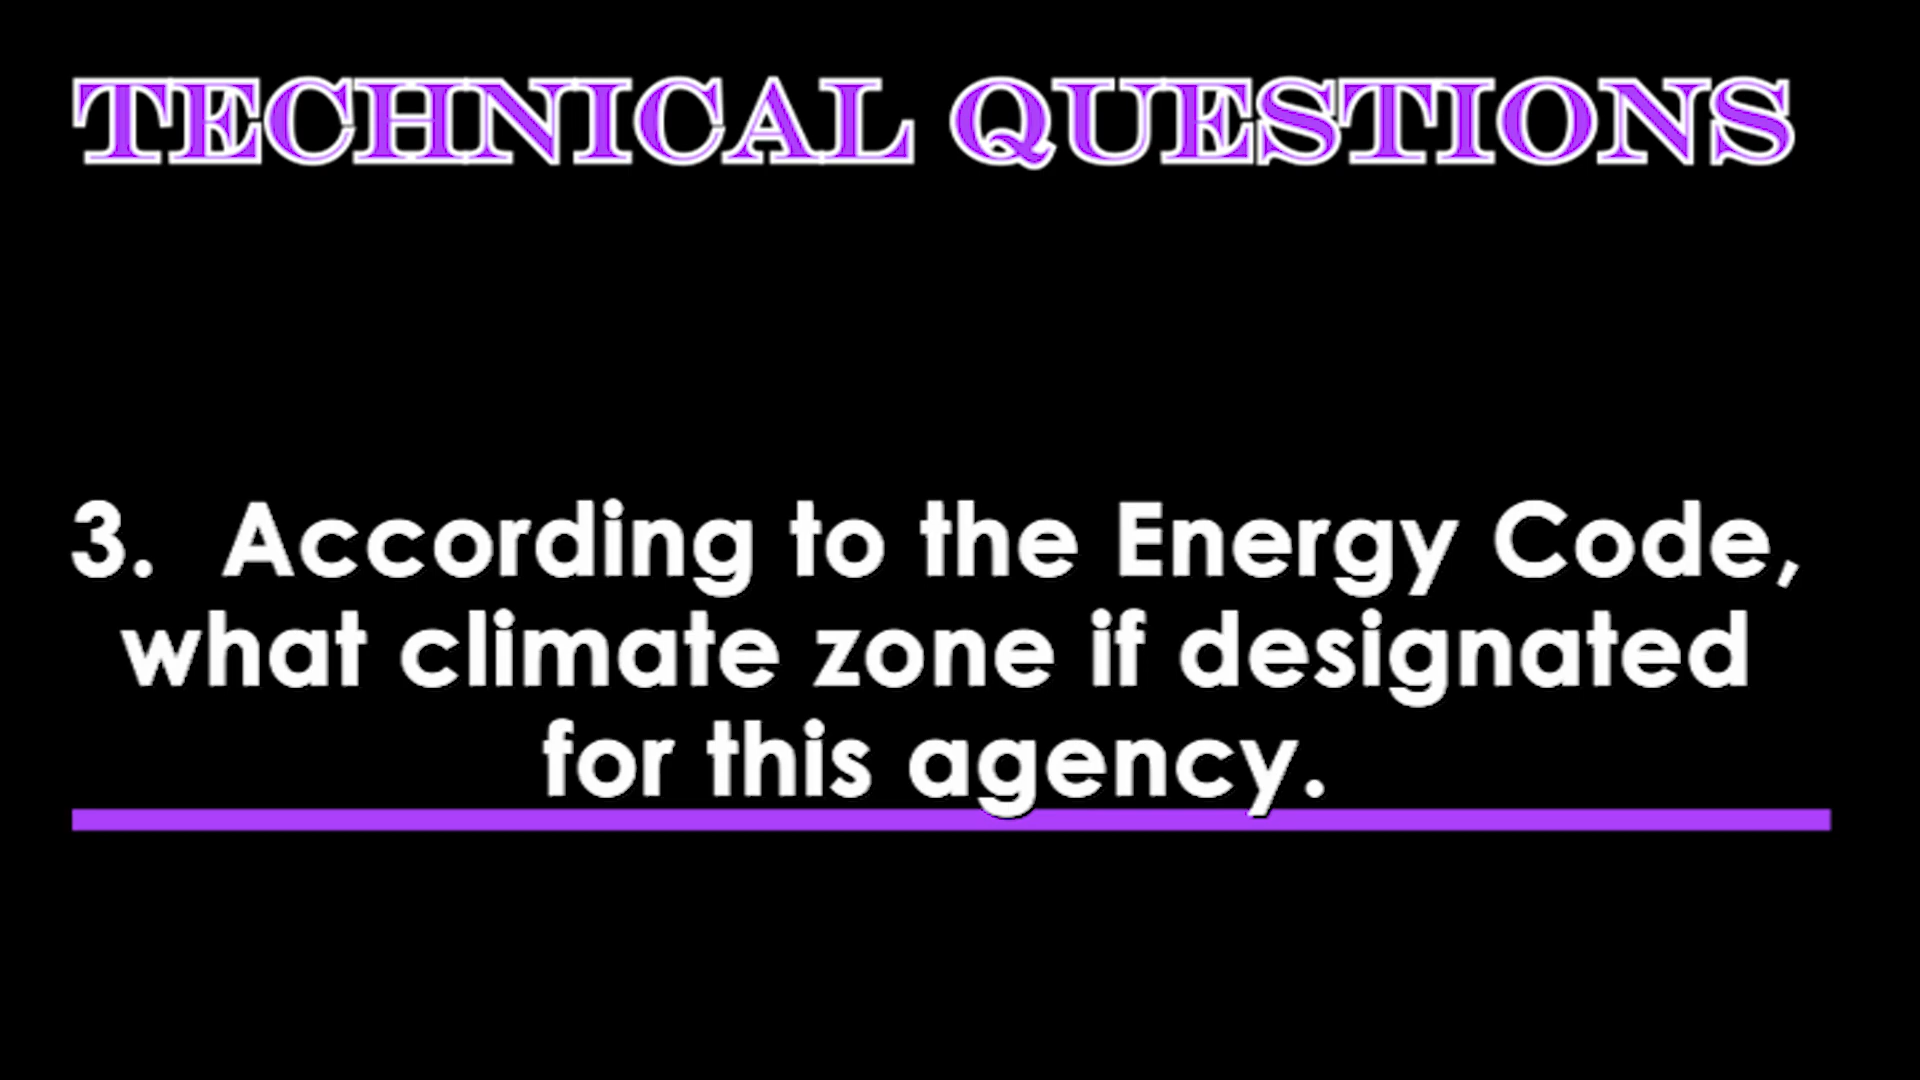 TECHNICAL QUESTIONS
3. According to the Energy Code,
what climate zone if designated
for this agency.